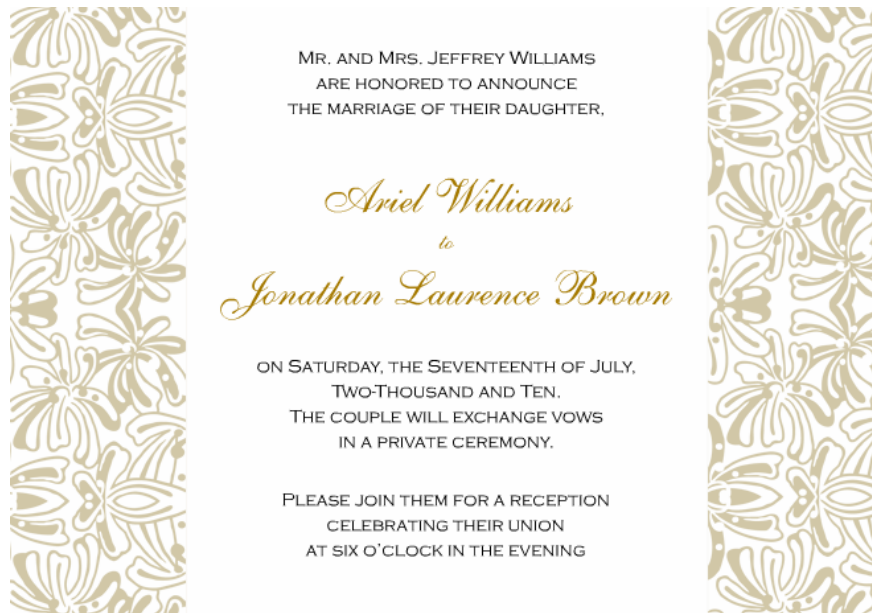 Mr. and Mrs. Jeffrey Williams
are honored to announce
the marriage of their daughter,
Ariel Williams
to
Jonathan Laurence Brown
on Saturday, the Seventeenth of July,
Two-Thousand and Ten.
The couple will exchange vows
in a private ceremony.
Please join them for a reception
celebrating their union
at six o'clock in the evening